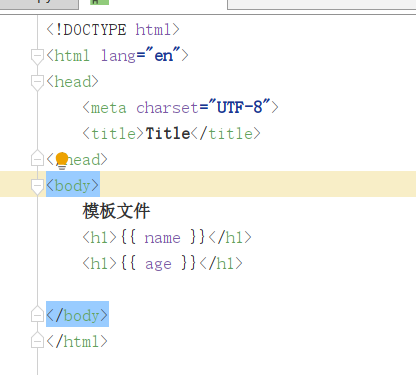 <!DOCTYPE html>
<html lang="en">
<head>
<meta charset="UTF-8">
<title>Title</title>
</head>
<body>
模板文件
<h1>{{ name }}</h1>
<h1>{{ age }}</h1>
</body>
</html>